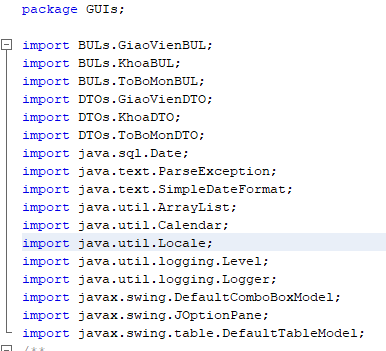 package GUIs;
import BULs.GiaoVienBUL;
import BULs.KhoaBUL;
import BULs.ToBoMonBUL;
import DTOs.GiaoVienDTO;
import DTOs.KhoaDTO;
import DTOs.ToBoMonDTO;
import java.sql.Date;
import java.text.ParseException;
import java.text.SimpleDateFormat;
import java.util.ArrayList;
import java.util.Calendar;
import java.util.Locale;
import java.util.logging.Level;
import java.util.logging.Logger;
import javax.swing.DefaultComboBoxModel;
import javax.swing.JOptionPane;
import javax.swing.table.DefaultTableModel;
/**